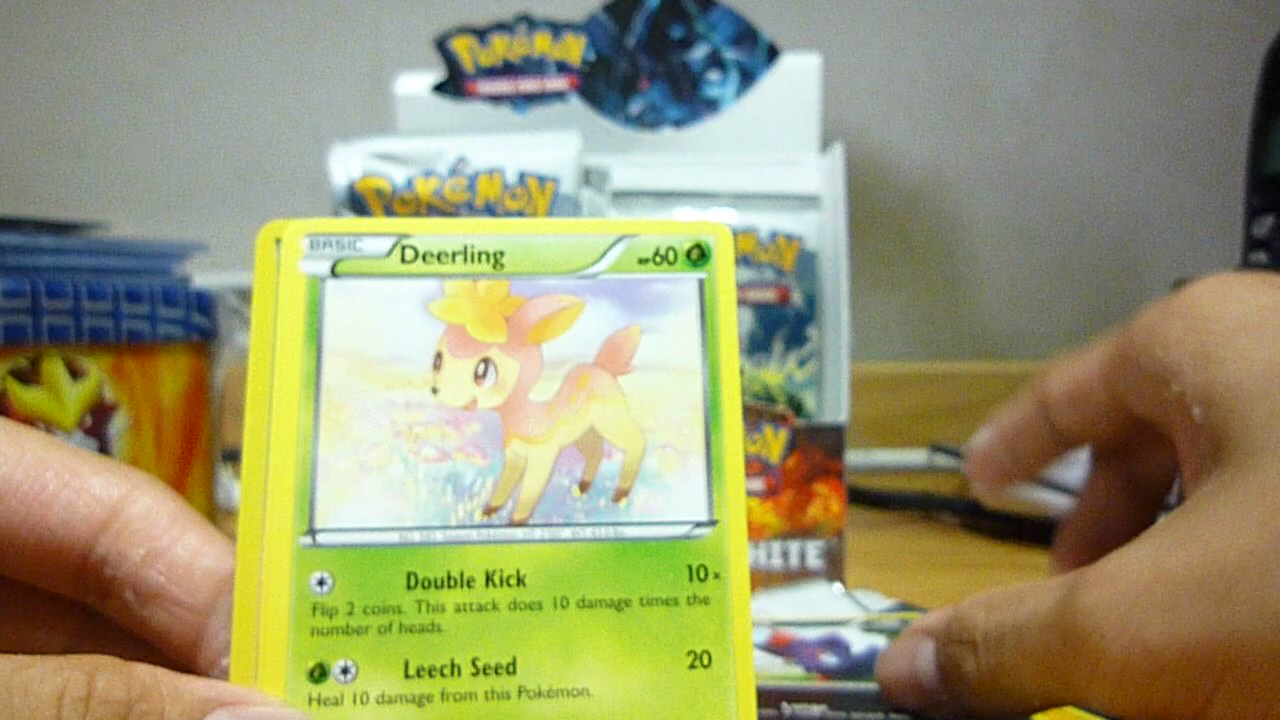 POKéMON
POKéMON
BASIC
Deerling
HP60
Double Kick
10×
Flip 2 coins. This attack does 10 damage times the
number of heads.
Leech Seed
20
Heal 10 damage from this Pokémon.
HITE